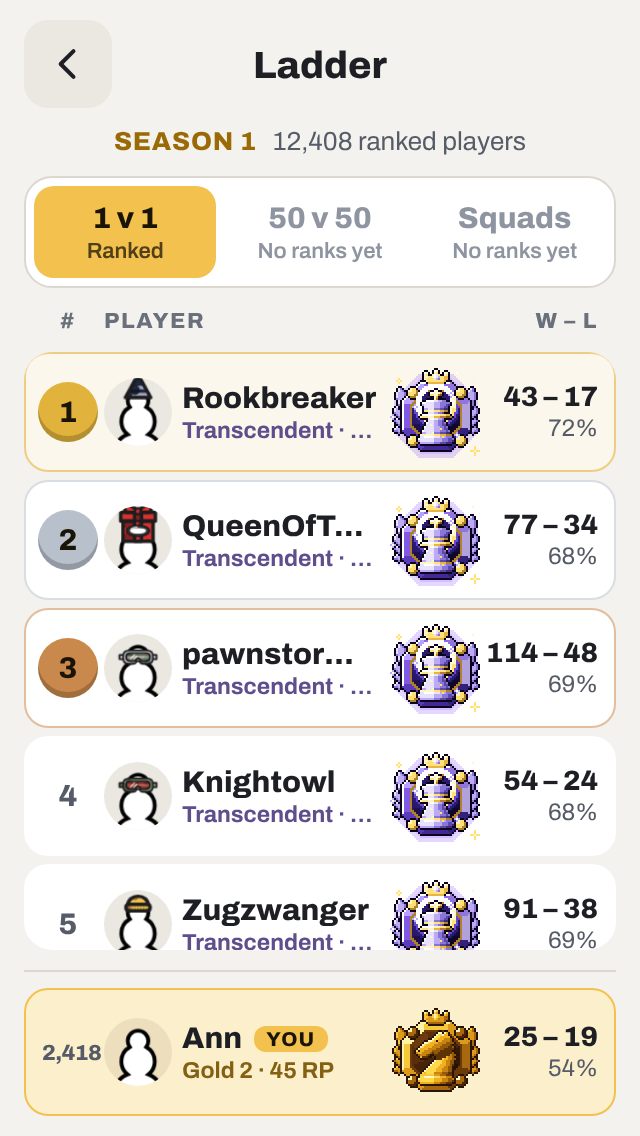 Ladder
SEASON 1 12,408 ranked players
1 v 1 50 v 50 Squads
Ranked No ranks yet No ranks yet
# PLAYER W – L
1 Rookbreaker 43 – 17
Transcendent · ... 72%
2 QueenOfT... 77 – 34
Transcendent · ... 68%
3 pawnstor... 114 – 48
Transcendent · ... 69%
4 Knightowl 54 – 24
Transcendent · ... 68%
5 Zugzwanger 91 – 38
Transcendent · ... 69%
2,418 Ann YOU 25 – 19
Gold 2 · 45 RP 54%